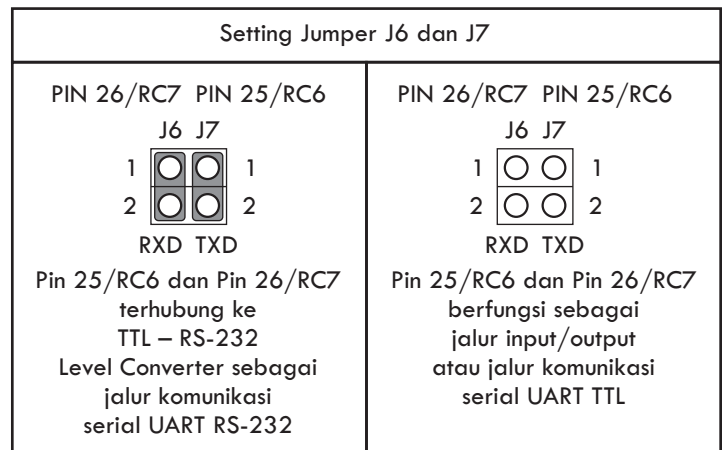 Setting Jumper J6 dan J7
PIN 26/RC7 PIN 25/RC6
J6 J7
1 1
2 2
RXD TXD
Pin 25/RC6 dan Pin 26/RC7
terhubung ke
TTL – RS-232
Level Converter sebagai
jalur komunikasi
serial UART RS-232
PIN 26/RC7 PIN 25/RC6
J6 J7
1 1
2 2
RXD TXD
Pin 25/RC6 dan Pin 26/RC7
berfungsi sebagai
jalur input/output
atau jalur komunikasi
serial UART TTL